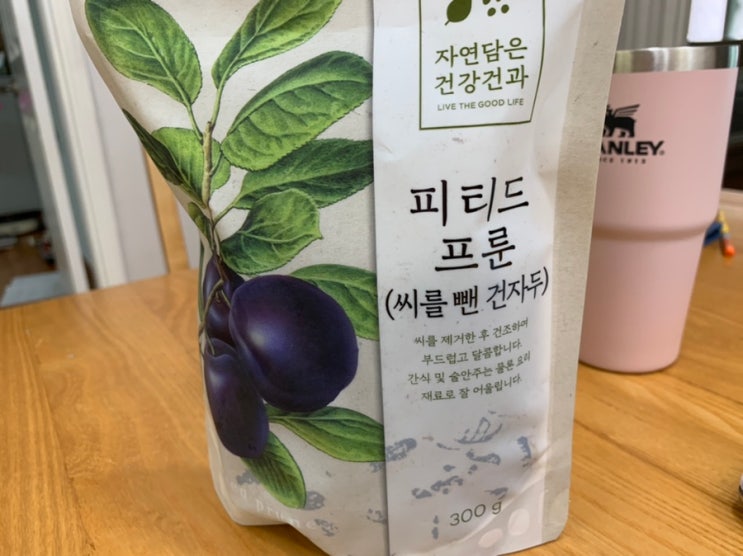 자연담은
건강건과
LIVE THE GOOD LIFE
피티드
프룬
(씨를 뺀 건자두)
씨를 제거한 후 건조하여
부드럽고 달콤합니다.
간식 및 술안주는 물론 요리
재료로 잘 어울립니다.
300 g
ANLEY